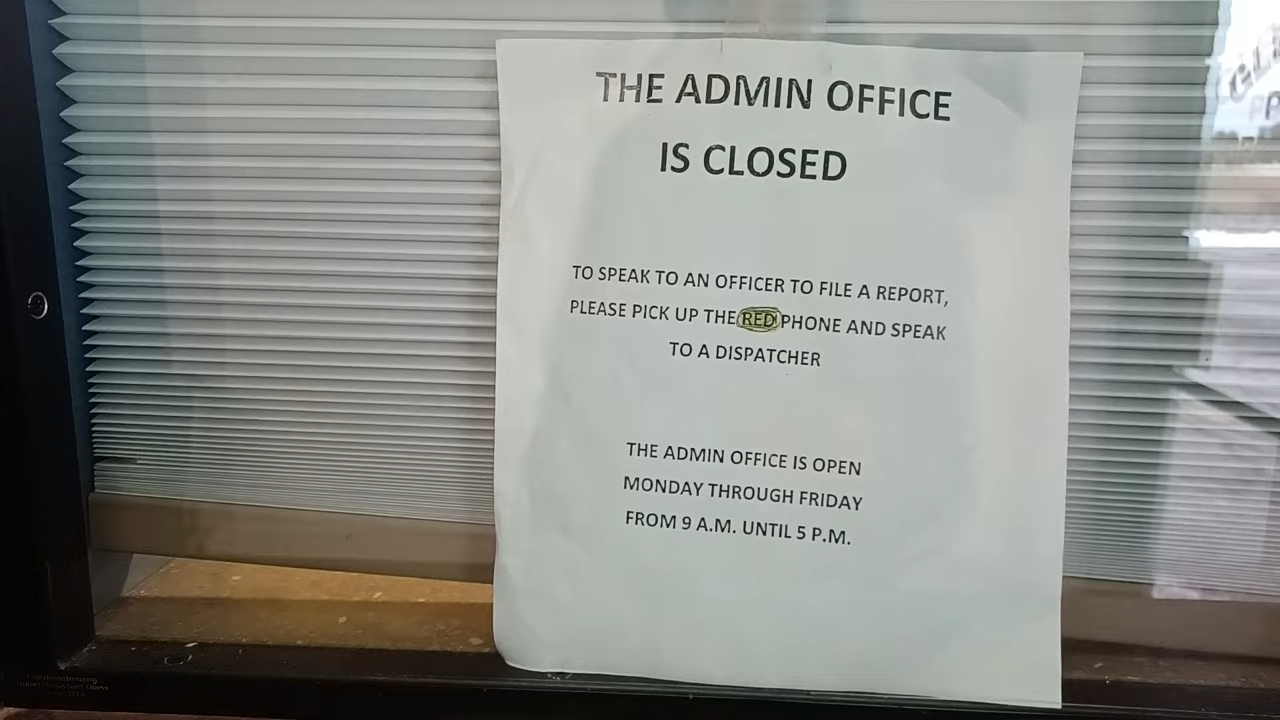 THE ADMIN OFFICE
IS CLOSED
TO SPEAK TO AN OFFICER TO FILE A REPORT,
PLEASE PICK UP THE RED PHONE AND SPEAK
TO A DISPATCHER
THE ADMIN OFFICE IS OPEN
MONDAY THROUGH FRIDAY
FROM 9 A.M. UNTIL 5 P.M.